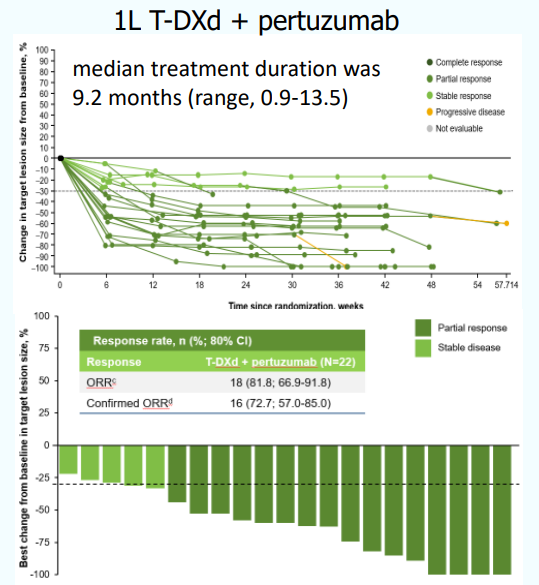 1L T-DXd + pertuzumab
Change in target lesion size from baseline, %
100
90
80
70
60
50
40
30
20
10
0
-10
-20
-30
-40
-50
-60
-70
-80
-90
-100
median treatment duration was
9.2 months (range, 0.9-13.5)
Complete response
Partial response
Stable response
Progressive disease
Not evaluable
0 6 12 18 24 30 36 42 48 54 57.714
Time since randomization, weeks
Best change from baseline in target lesion size, %
100
75
50
25
0
-25
-50
-75
-100
Response rate, n (%; 80% CI)
Response T-DXd + pertuzumab (N=22)
ORRᶜ 18 (81.8; 66.9-91.8)
Confirmed ORRᵈ 16 (72.7; 57.0-85.0)
Partial response
Stable disease